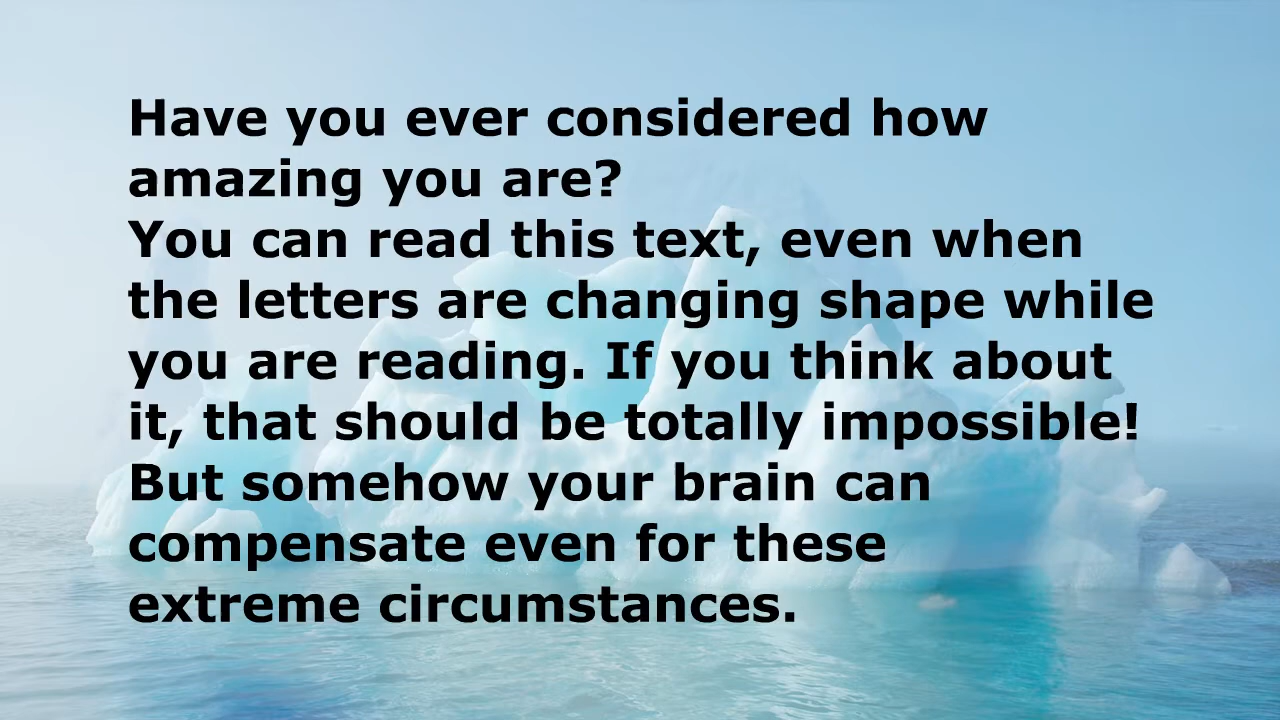 Have you ever considered how
amazing you are?
You can read this text, even when
the letters are changing shape while
you are reading. If you think about
it, that should be totally impossible!
But somehow your brain can
compensate even for these
extreme circumstances.